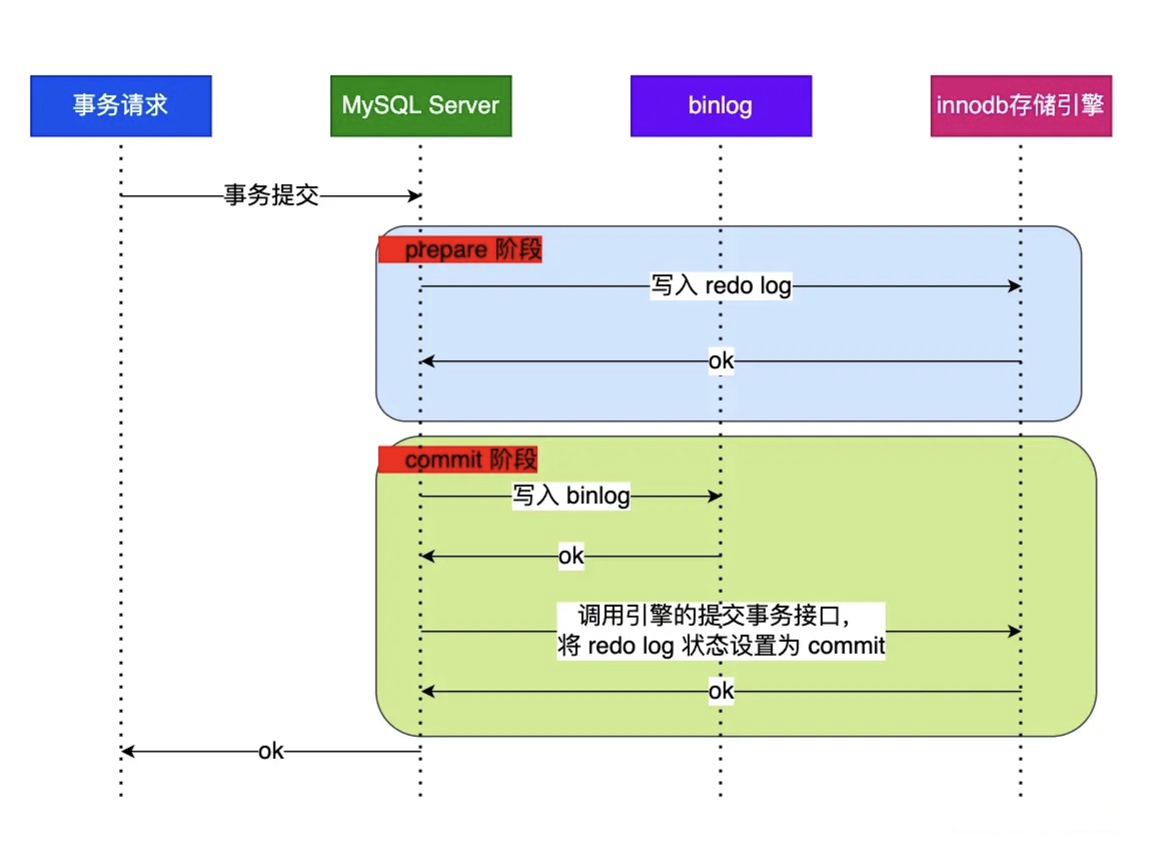 事务请求
MySQL Server
binlog
innodb存储引擎
事务提交
prepare 阶段
写入 redo log
ok
commit 阶段
写入 binlog
ok
调用引擎的提交事务接口，
将 redo log 状态设置为 commit
ok
ok